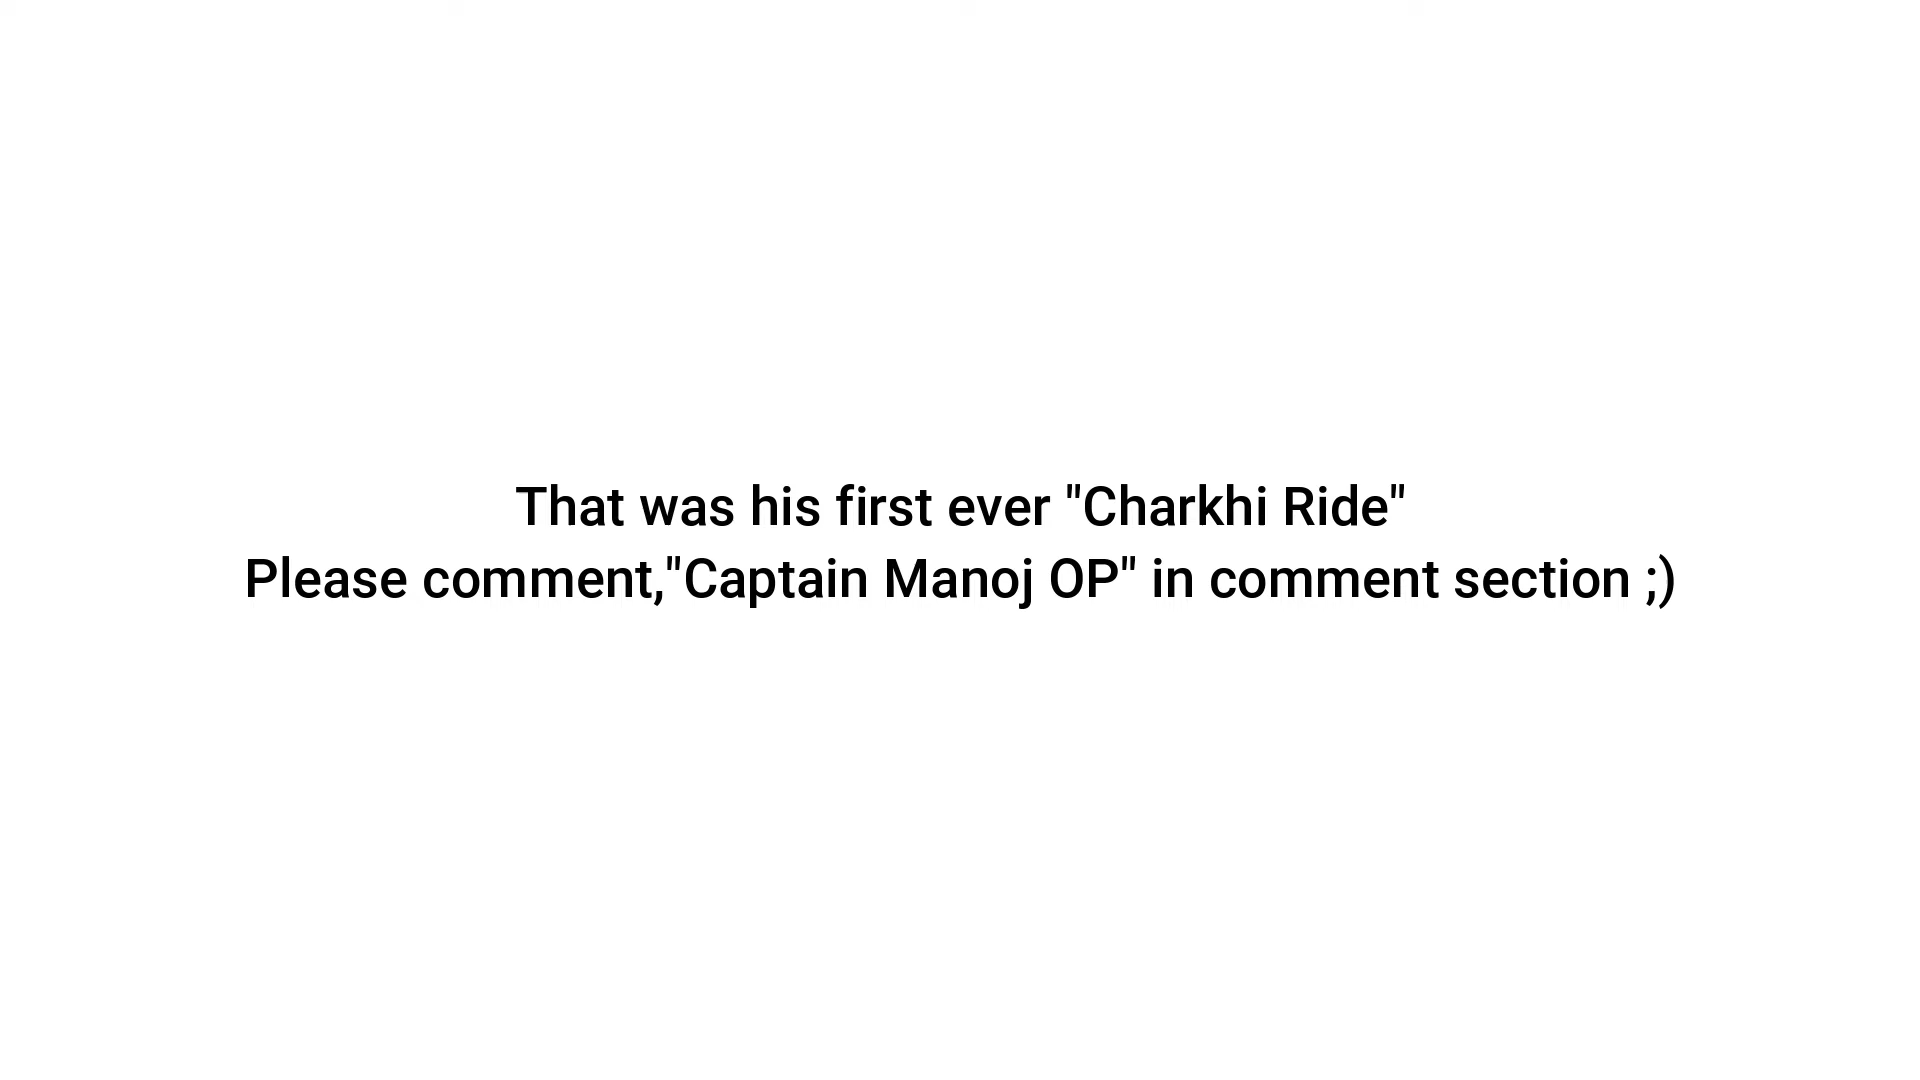 That was his first ever "Charkhi Ride"
Please comment,"Captain Manoj OP" in comment section ;)